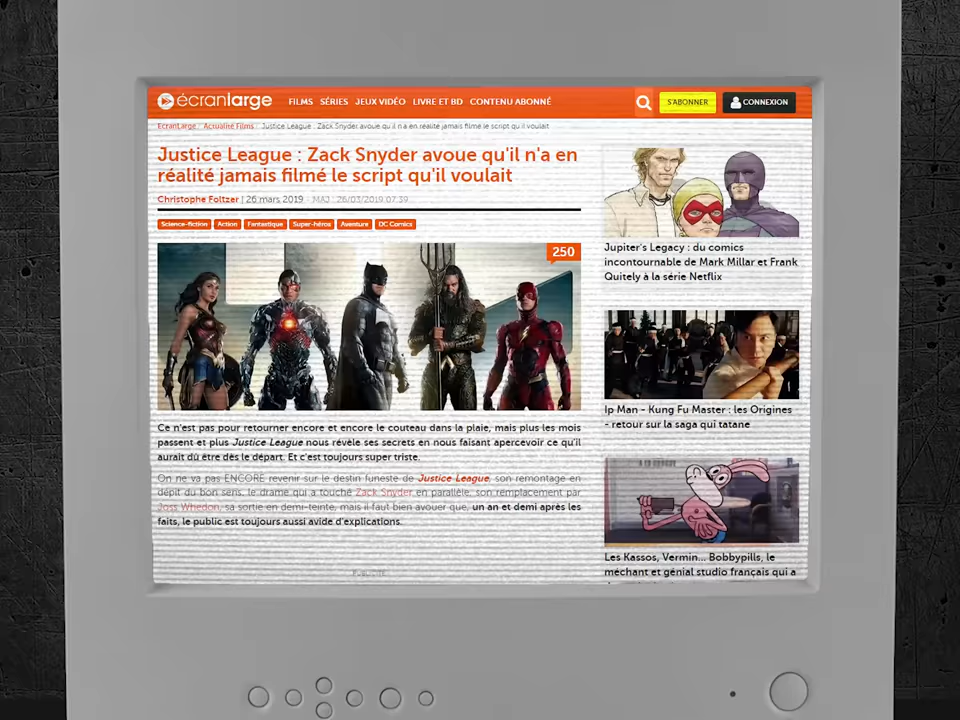 écranlarge
FILMS SÉRIES JEUX VIDÉO LIVRE ET BD CONTENU ABONNÉ
S'ABONNER
CONNEXION
EcranLarge > Actualité Films > Justice League : Zack Snyder avoue qu'il n'a en réalité jamais filmé le script qu'il voulait
Justice League : Zack Snyder avoue qu'il n'a en
réalité jamais filmé le script qu'il voulait
Christophe Foltzer | 26 mars 2019 - MAJ : 26/03/2019 07:39
Science-fiction Action Fantastique Super-héros Aventure DC Comics
250
Ce n'est pas pour retourner encore et encore le couteau dans la plaie, mais plus les mois
passent et plus Justice League nous révèle ses secrets en nous faisant apercevoir ce qu'il
aurait dû être dès le départ. Et c'est toujours super triste.
On ne va pas ENCORE revenir sur le destin funeste de Justice League, son remontage en
dépit du bon sens, le drame qui a touché Zack Snyder en parallèle, son remplacement par
Joss Whedon, sa sortie en demi-teinte, mais il faut bien avouer que, un an et demi après les
faits, le public est toujours aussi avide d'explications.
PUBLICITÉ
Jupiter's Legacy : du comics
incontournable de Mark Millar et Frank
Quitely à la série Netflix
Ip Man - Kung Fu Master : les Origines
- retour sur la saga qui tatane
Les Kassos, Vermin... Bobbypills, le
méchant et génial studio français qui a